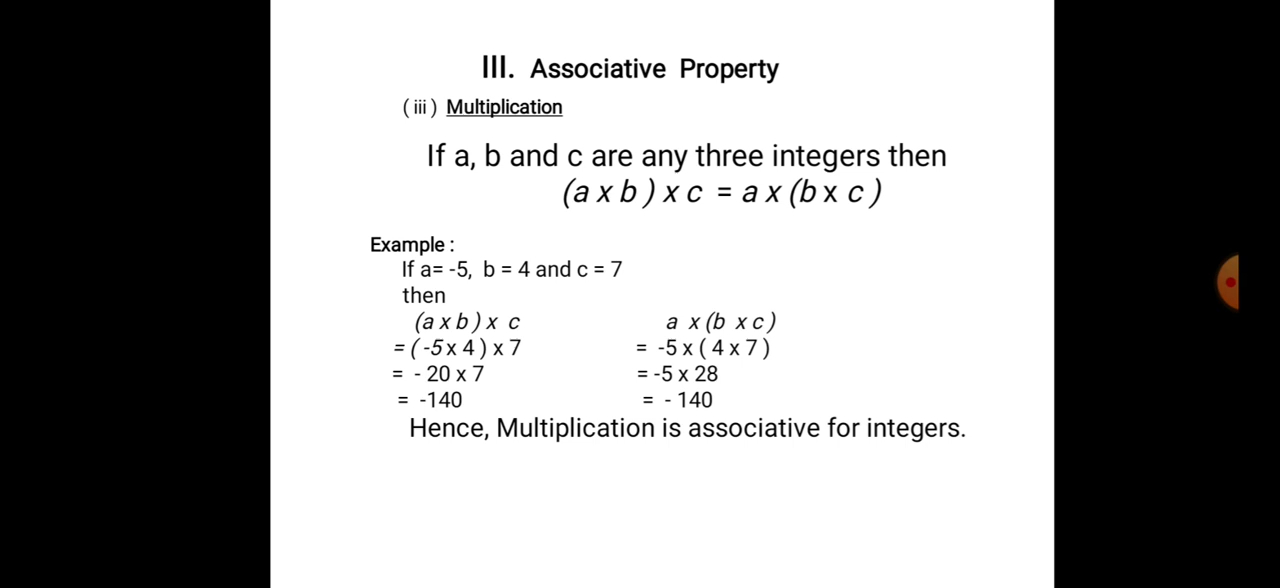 III. Associative Property
( iii ) Multiplication
If a, b and c are any three integers then
(a x b ) x c = a x (b x c )
Example :
If a= -5, b = 4 and c = 7
then
(a x b ) x c
a x (b x c )
= ( -5 x 4 ) x 7
= -5 x ( 4 x 7 )
= - 20 x 7
= -5 x 28
= -140
= - 140
Hence, Multiplication is associative for integers.